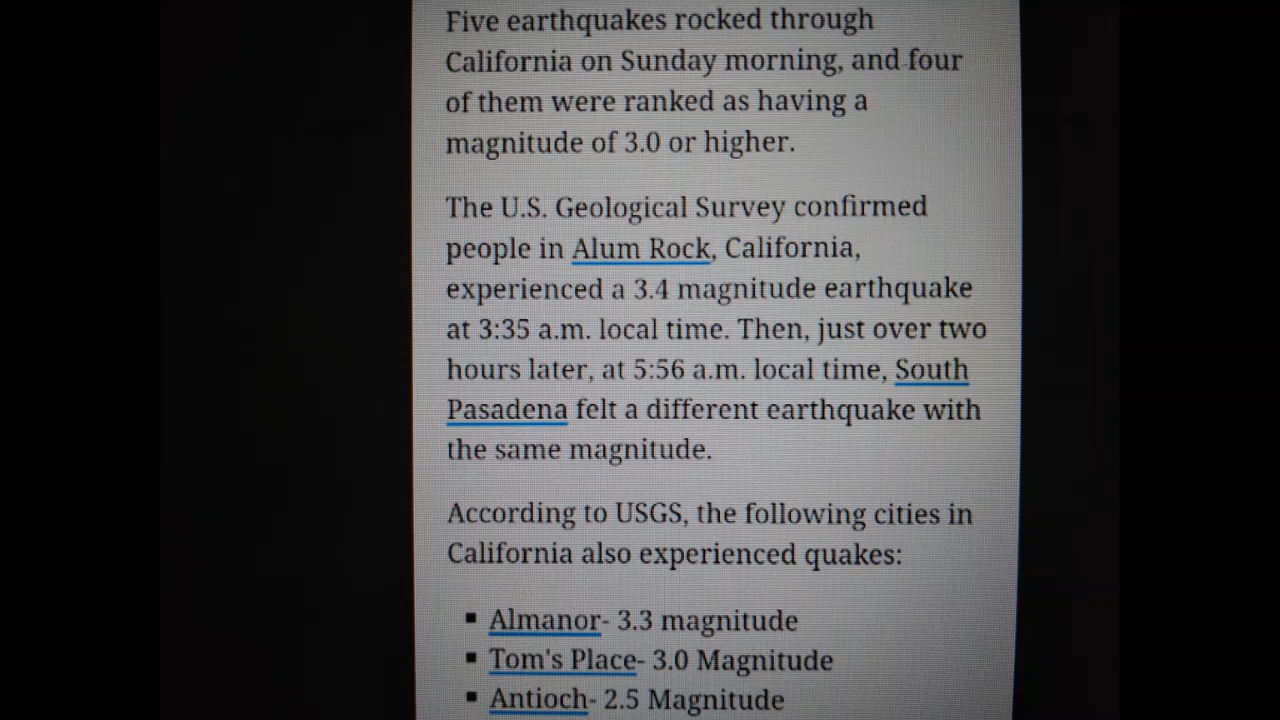 Five earthquakes rocked through
California on Sunday morning, and four
of them were ranked as having a
magnitude of 3.0 or higher.
The U.S. Geological Survey confirmed
people in Alum Rock, California,
experienced a 3.4 magnitude earthquake
at 3:35 a.m. local time. Then, just over two
hours later, at 5:56 a.m. local time, South
Pasadena felt a different earthquake with
the same magnitude.
According to USGS, the following cities in
California also experienced quakes:
▪ Almanor- 3.3 magnitude
▪ Tom's Place- 3.0 Magnitude
▪ Antioch- 2.5 Magnitude